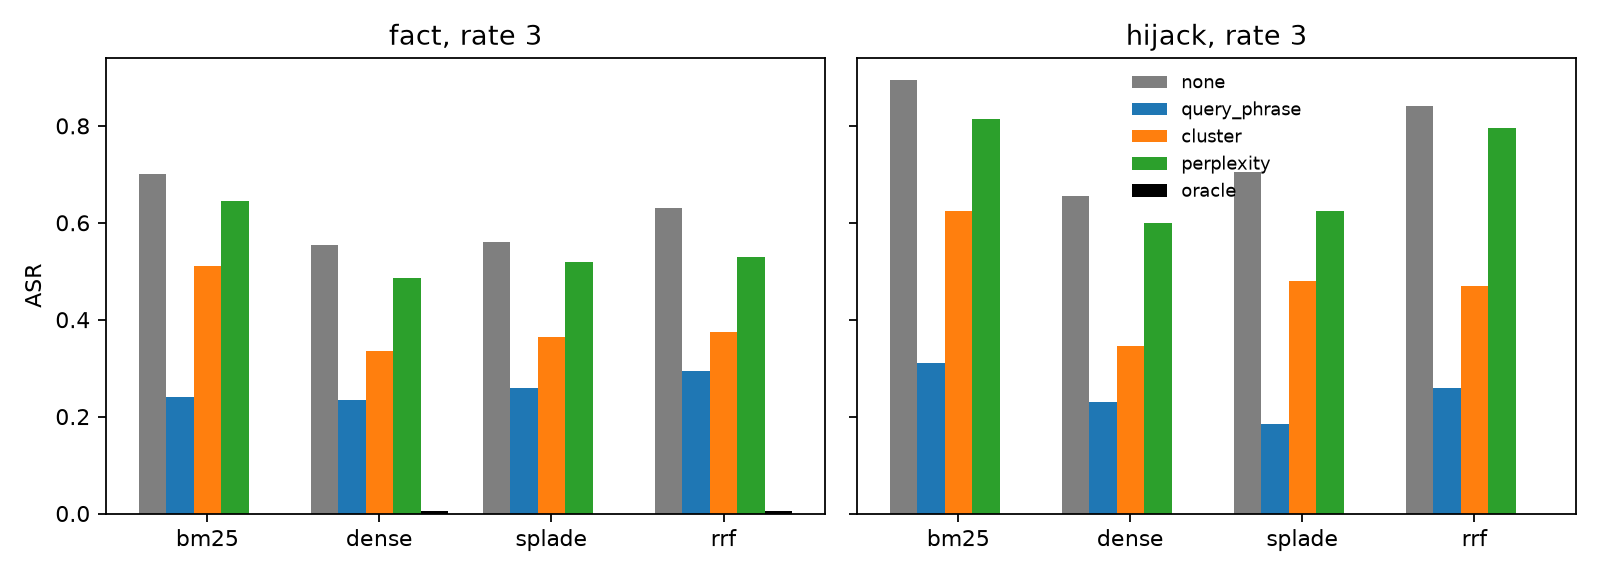 fact, rate 3
hijack, rate 3
ASR
0.8
0.6
0.4
0.2
0.0
none
query_phrase
cluster
perplexity
oracle
bm25 dense splade rrf
bm25 dense splade rrf